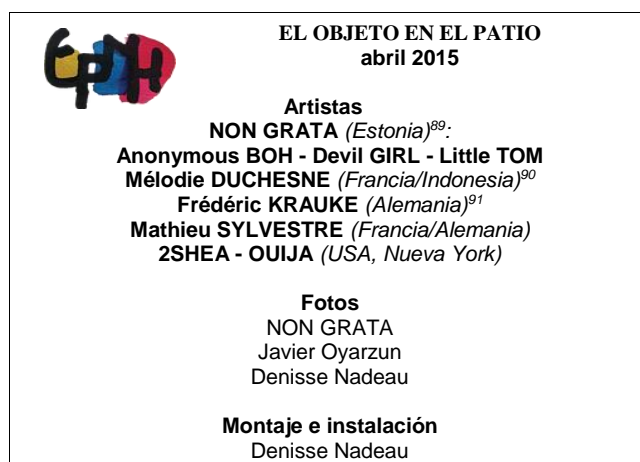 EPNH
EL OBJETO EN EL PATIO
abril 2015
Artistas
NON GRATA (Estonia)89:
Anonymous BOH - Devil GIRL - Little TOM
Mélodie DUCHESNE (Francia/Indonesia)90
Frédéric KRAUKE (Alemania)91
Mathieu SYLVESTRE (Francia/Alemania)
2SHEA - OUIJA (USA, Nueva York)
Fotos
NON GRATA
Javier Oyarzun
Denisse Nadeau
Montaje e instalación
Denisse Nadeau